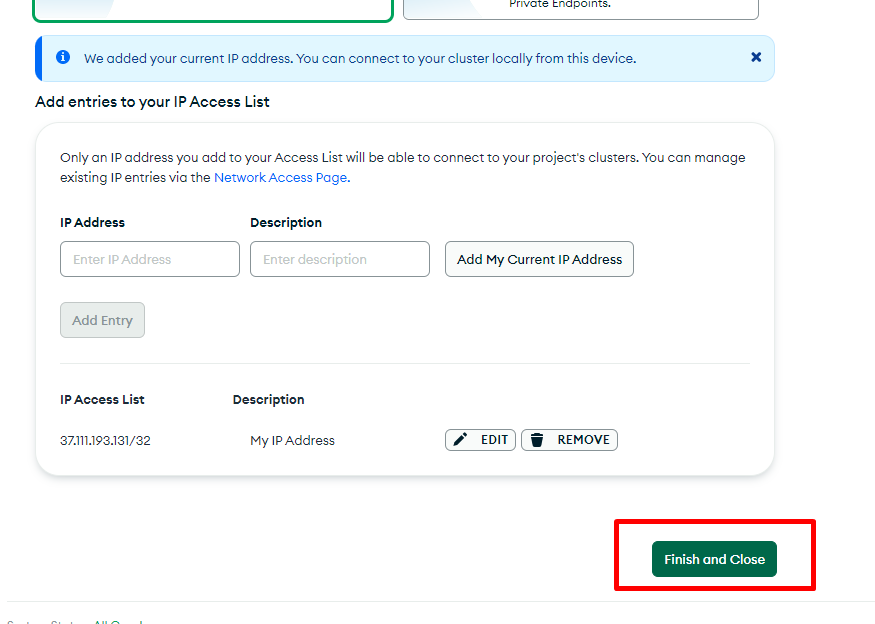 Private Endpoints.
We added your current IP address. You can connect to your cluster locally from this device.
Add entries to your IP Access List
Only an IP address you add to your Access List will be able to connect to your project's clusters. You can manage
existing IP entries via the Network Access Page.
IP Address Description
Enter IP Address Enter description Add My Current IP Address
Add Entry
IP Access List Description
37.111.193.131/32 My IP Address EDIT REMOVE
Finish and Close